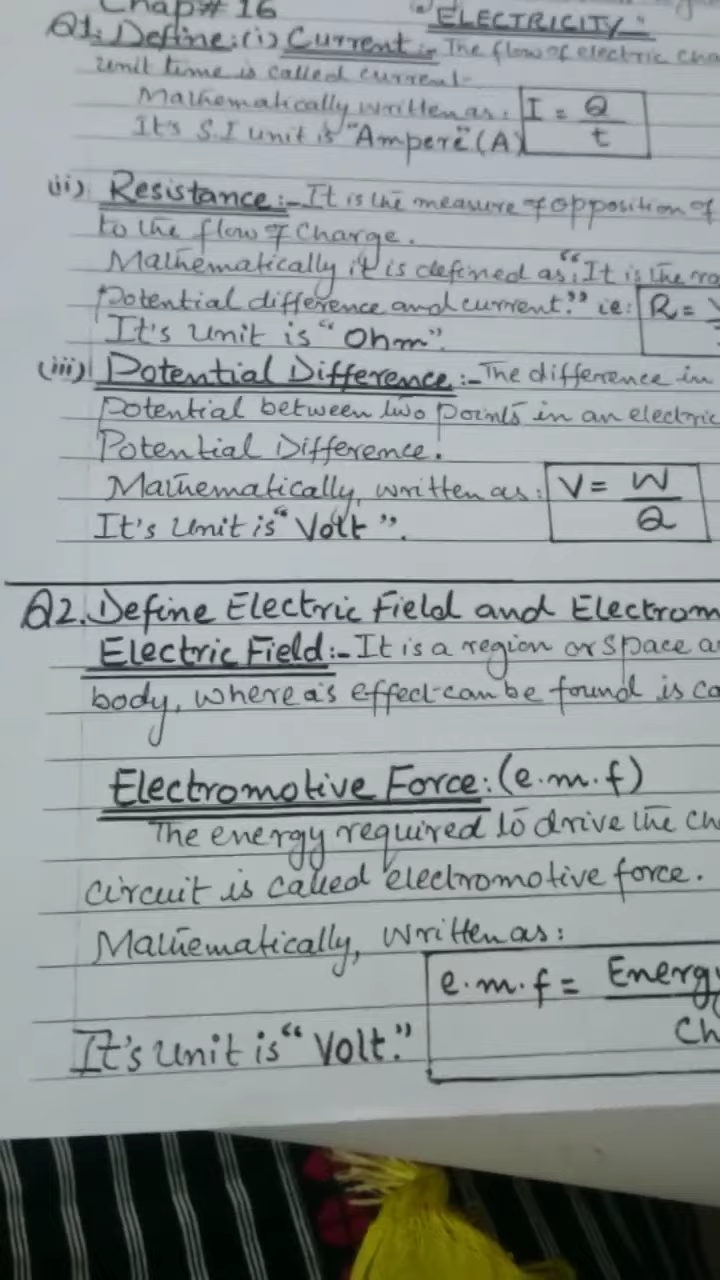 Chap# 16
"ELECTRICITY"
Q1: Define: (i) Current:- The flow of electric cha
unit time is called current.
Mathematically written as: I = Q/t
It's S.I unit is "Ampere" (A)
(ii) Resistance:- It is the measure of opposition of
to the flow of charge.
Mathematically it is defined as: "It is the ra
Potential difference and current." ie: R = V
It's unit is "Ohm".
(iii) Potential Difference:- The difference in
Potential between two points in an electric
Potential Difference.
Mathematically, written as: V = W/Q
It's Unit is "Volt".
Q2. Define Electric Field and Electrom
Electric Field:- It is a region or space a
body, where as effect can be found is ca
Electromotive Force: (e.m.f)
The energy required to drive the ch
circuit is called electromotive force.
Mathematically, written as:
e.m.f = Energy
Ch
It's unit is "Volt."